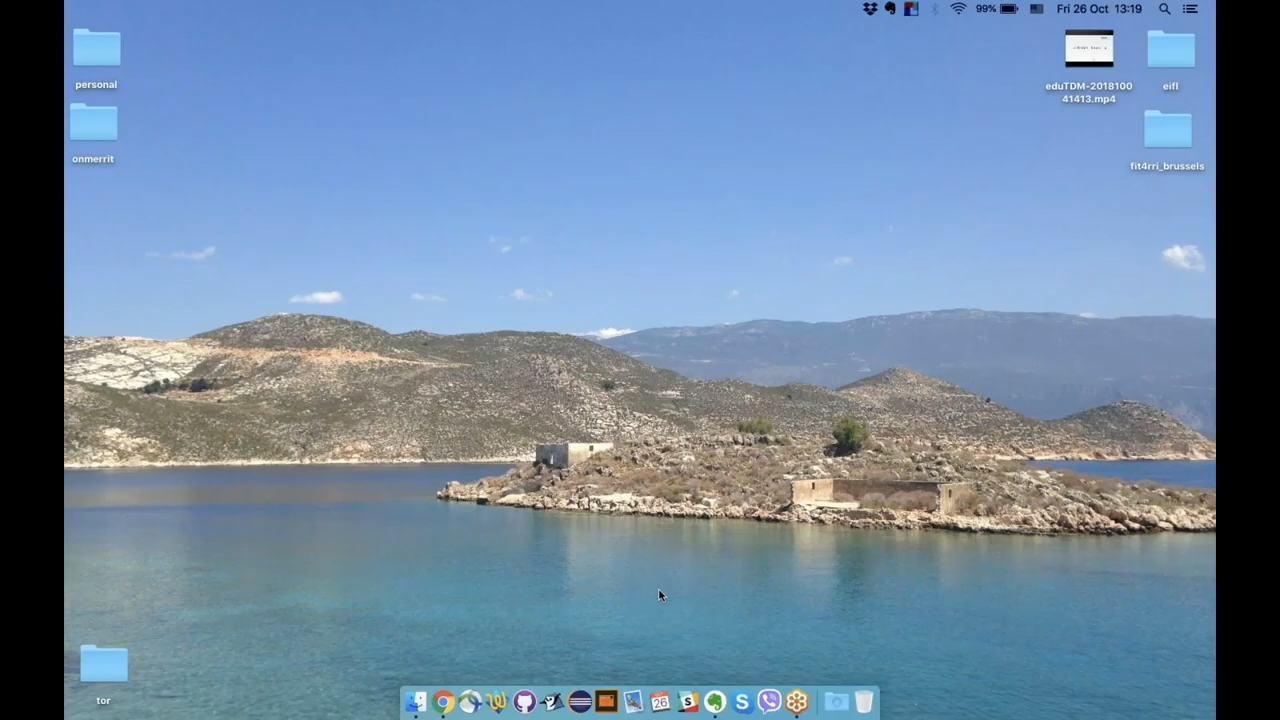 99%
Fri 26 Oct 13:19
personal
onmerrit
eduTDM-2018100
41413.mp4
eifl
fit4rri_brussels
tor
26
S
S